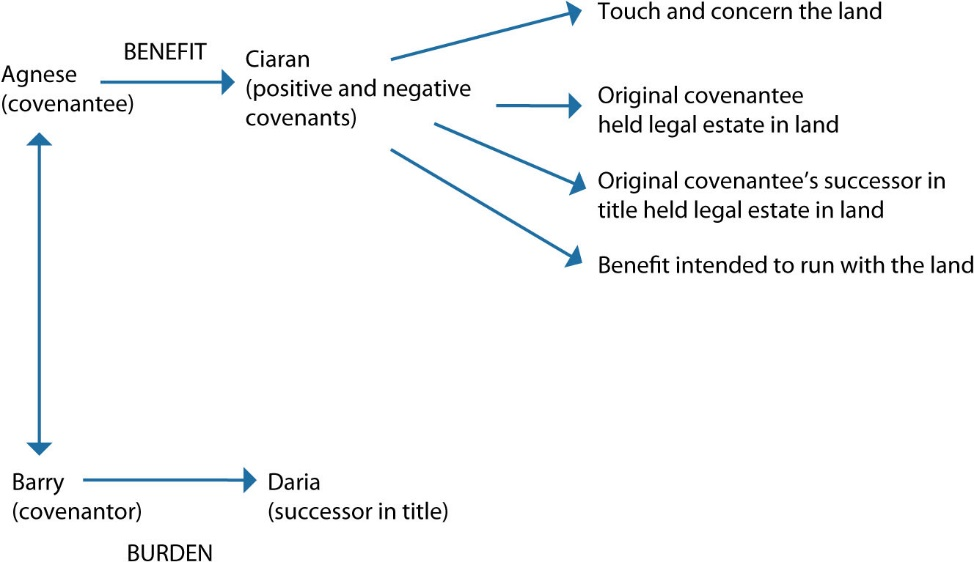 Agnese
(covenantee)
BENEFIT
Ciaran
(positive and negative
covenants)
Touch and concern the land
Original covenantee
held legal estate in land
Original covenantee's successor in
title held legal estate in land
Benefit intended to run with the land
Barry
(covenantor)
BURDEN
Daria
(successor in title)